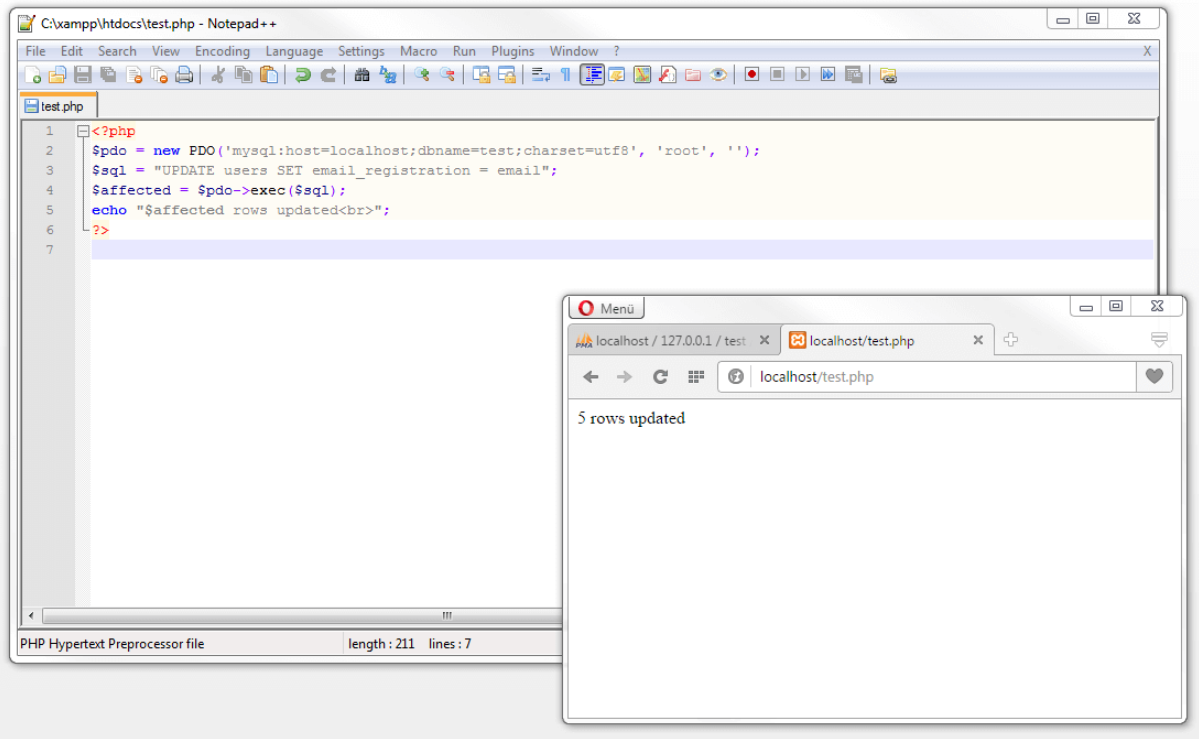 C:\xampp\htdocs\test.php - Notepad++
File Edit Search View Encoding Language Settings Macro Run Plugins Window ? X
test.php
1 <?php
2 $pdo = new PDO('mysql:host=localhost;dbname=test;charset=utf8', 'root', '');
3 $sql = "UPDATE users SET email_registration = email";
4 $affected = $pdo->exec($sql);
5 echo "$affected rows updated<br>";
6 ?>
7
PHP Hypertext Preprocessor file length : 211 lines : 7
Menü
PMA localhost / 127.0.0.1 / test localhost/test.php
localhost/test.php
5 rows updated